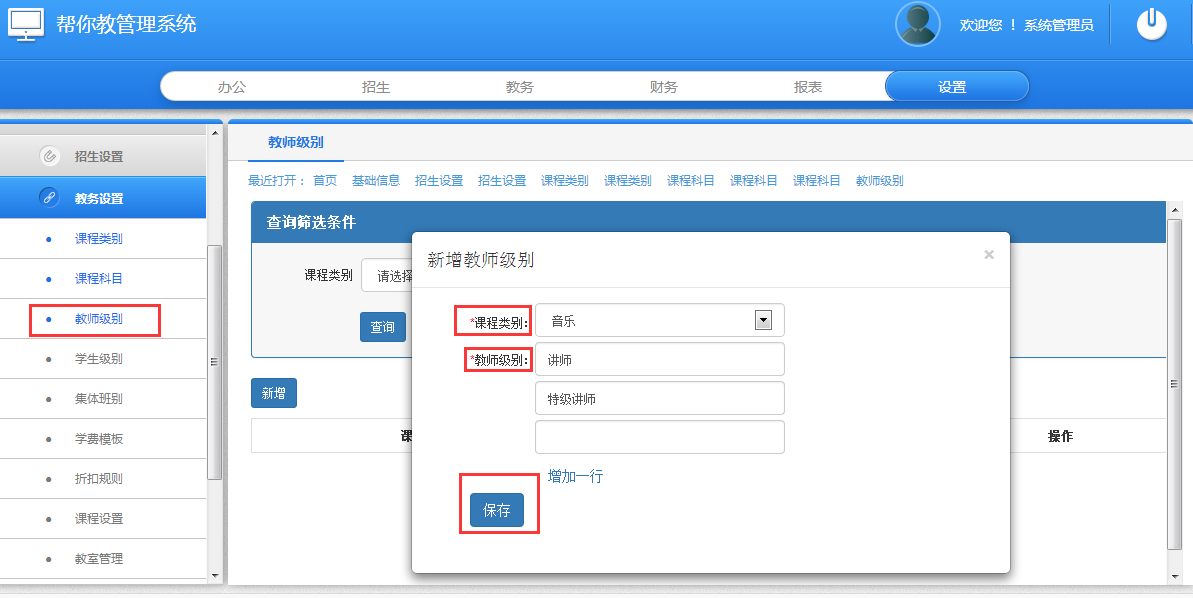 帮你教管理系统
欢迎您 ！ 系统管理员
办公 招生 教务 财务 报表 设置
招生设置
教务设置
课程类别
课程科目
教师级别
学生级别
集体班别
学费模板
折扣规则
课程设置
教室管理
教师级别
最近打开： 首页 基础信息 招生设置 招生设置 课程类别 课程类别 课程科目 课程科目 课程科目 教师级别
查询筛选条件
课程类别 请选择
查询
新增
课
操作
新增教师级别
×
*课程类别: 音乐
*教师级别: 讲师
特级讲师
增加一行
保存